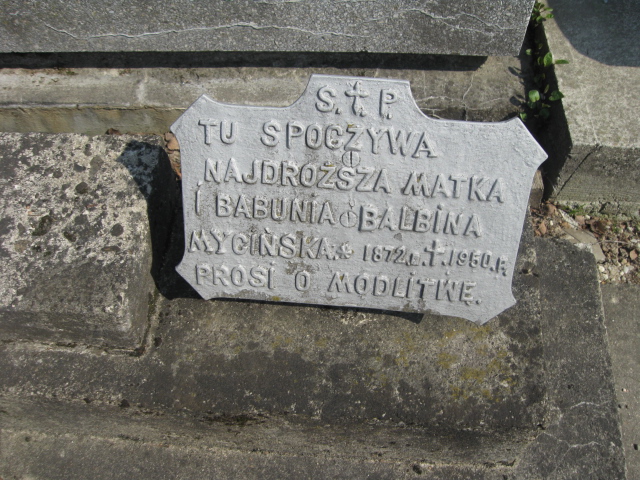 S.†P.
TU SPOCZYWA
NAJDROŻSZA MATKA
I BABUNIA Ś BALBINA
MYCIŃSKA.* 1872.R.†.1950.R
PROSI O MODLITWĘ.